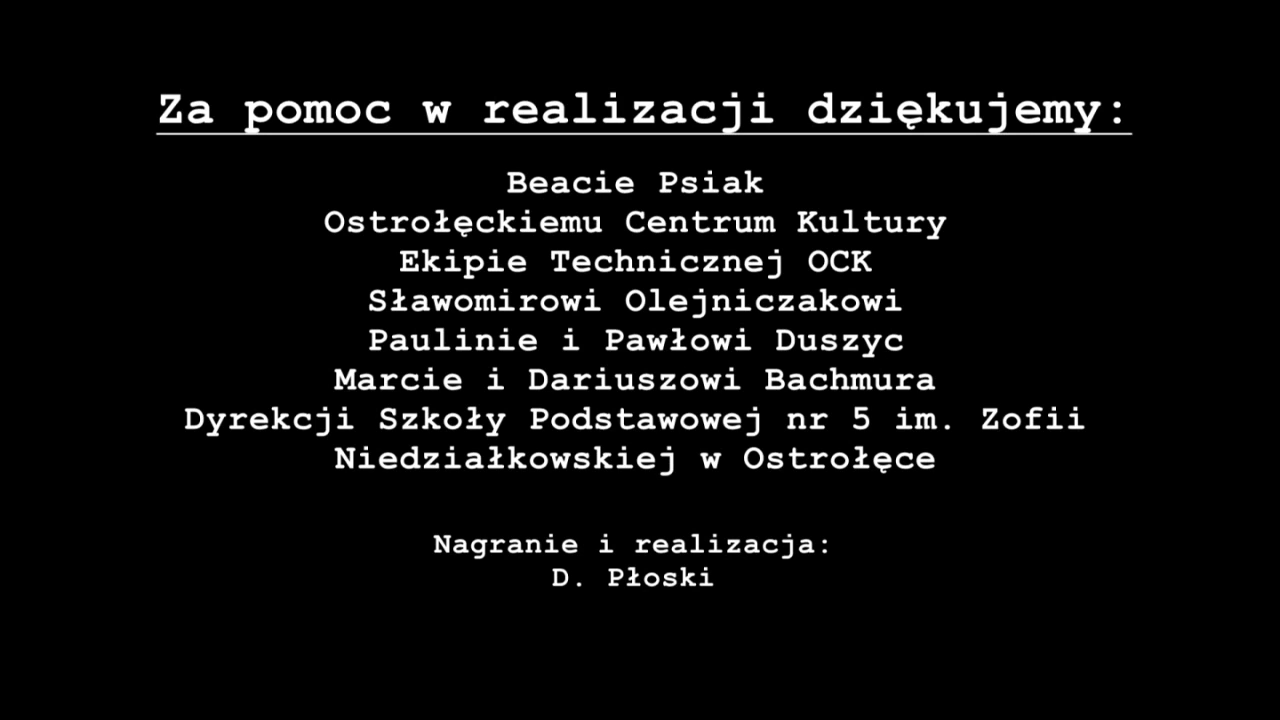 Za pomoc w realizacji dziękujemy:
Beacie Psiak
Ostrołęckiemu Centrum Kultury
Ekipie Technicznej OCK
Sławomirowi Olejniczakowi
Paulinie i Pawłowi Duszyc
Marcie i Dariuszowi Bachmura
Dyrekcji Szkoły Podstawowej nr 5 im. Zofii
Niedziałkowskiej w Ostrołęce
Nagranie i realizacja:
D. Płoski